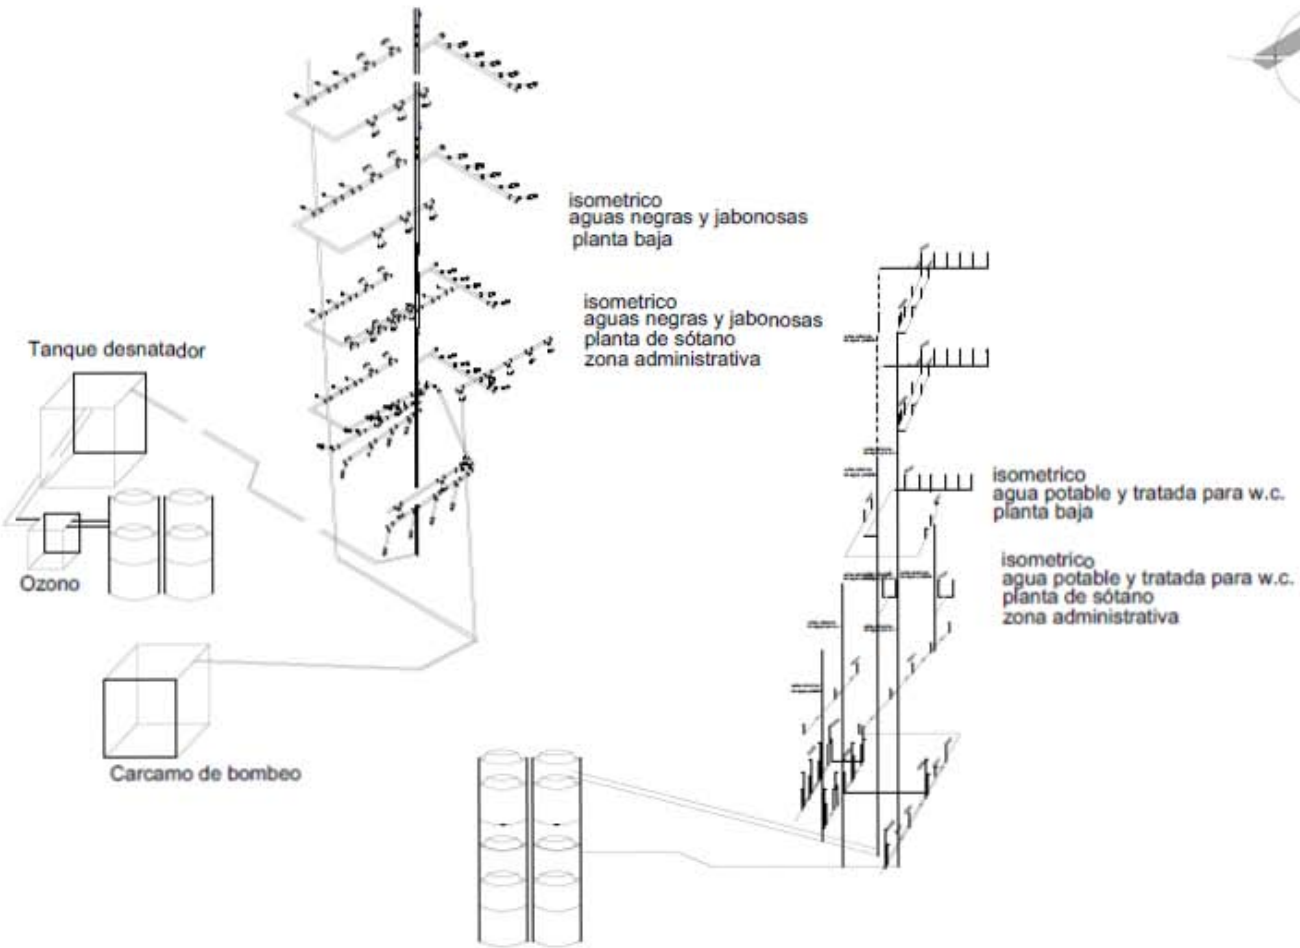 isometrico
aguas negras y jabonosas
planta baja
isometrico
aguas negras y jabonosas
planta de sótano
zona administrativa
Tanque desnatador
Ozono
Carcamo de bombeo
isometrico
agua potable y tratada para w.c.
planta baja
isometrico
agua potable y tratada para w.c.
planta de sótano
zona administrativa